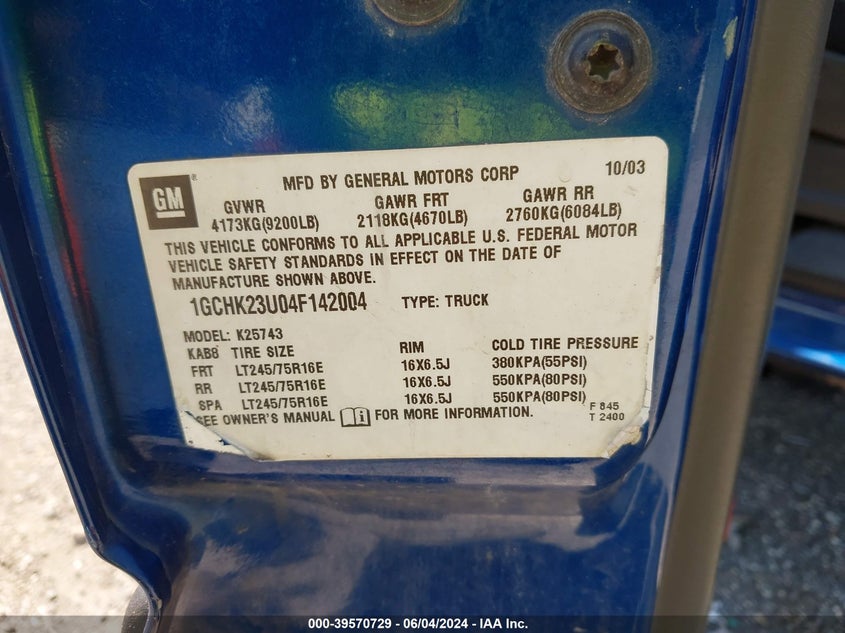 GM ®
MFD BY GENERAL MOTORS CORP 10/03
GVWR GAWR FRT GAWR RR
4173KG(9200LB) 2118KG(4670LB) 2760KG(6084LB)
THIS VEHICLE CONFORMS TO ALL APPLICABLE U.S. FEDERAL MOTOR
VEHICLE SAFETY STANDARDS IN EFFECT ON THE DATE OF
MANUFACTURE SHOWN ABOVE.
1GCHK23U04F142004 TYPE: TRUCK
MODEL: K25743
KAB8 TIRE SIZE RIM COLD TIRE PRESSURE
FRT LT245/75R16E 16X6.5J 380KPA(55PSI)
RR LT245/75R16E 16X6.5J 550KPA(80PSI)
SPA LT245/75R16E 16X6.5J 550KPA(80PSI)
SEE OWNER'S MANUAL FOR MORE INFORMATION.
F 845
T 2400
000-39570729 - 06/04/2024 - IAA Inc.